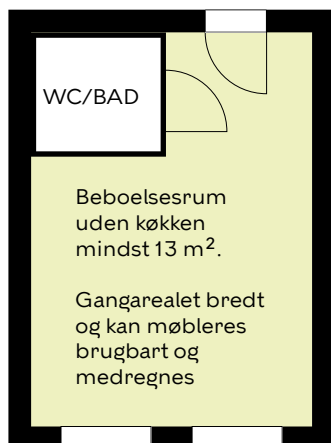 WC/BAD
Beboelsesrum
uden køkken
mindst 13 m².
Gangarealet bredt
og kan møbleres
brugbart og
medregnes